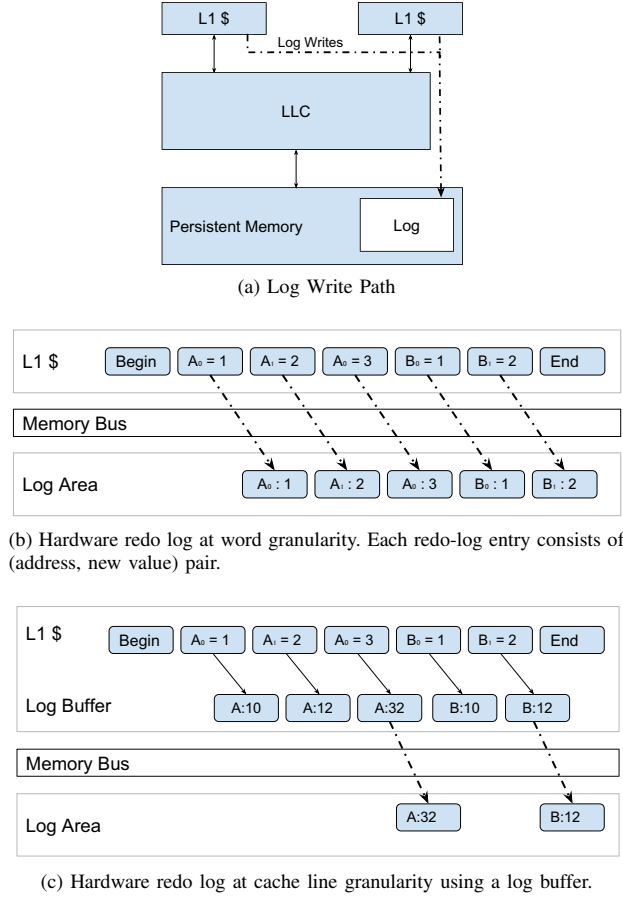 L1 $ L1 $
Log Writes
LLC
Persistent Memory Log
(a) Log Write Path
L1 $ Begin A₀ = 1 A₁ = 2 A₀ = 3 B₀ = 1 B₁ = 2 End
Memory Bus
Log Area A₀ : 1 A₁ : 2 A₀ : 3 B₀ : 1 B₁ : 2
(b) Hardware redo log at word granularity. Each redo-log entry consists of
(address, new value) pair.
L1 $ Begin A₀ = 1 A₁ = 2 A₀ = 3 B₀ = 1 B₁ = 2 End
Log Buffer A:10 A:12 A:32 B:10 B:12
Memory Bus
Log Area A:32 B:12
(c) Hardware redo log at cache line granularity using a log buffer.